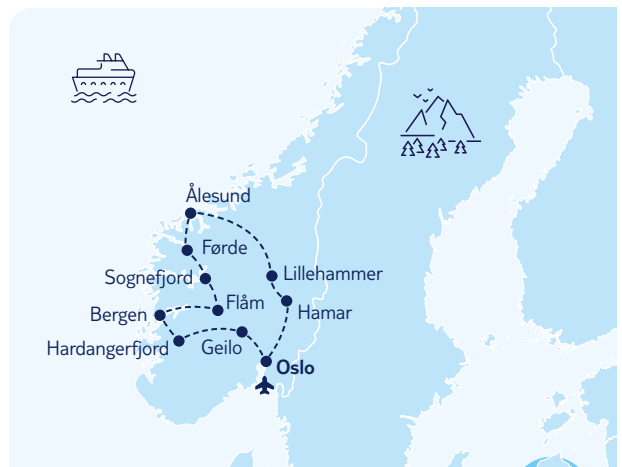 Ålesund
Førde
Sognefjord
Lillehammer
Flåm
Hamar
Bergen
Hardangerfjord
Geilo
Oslo